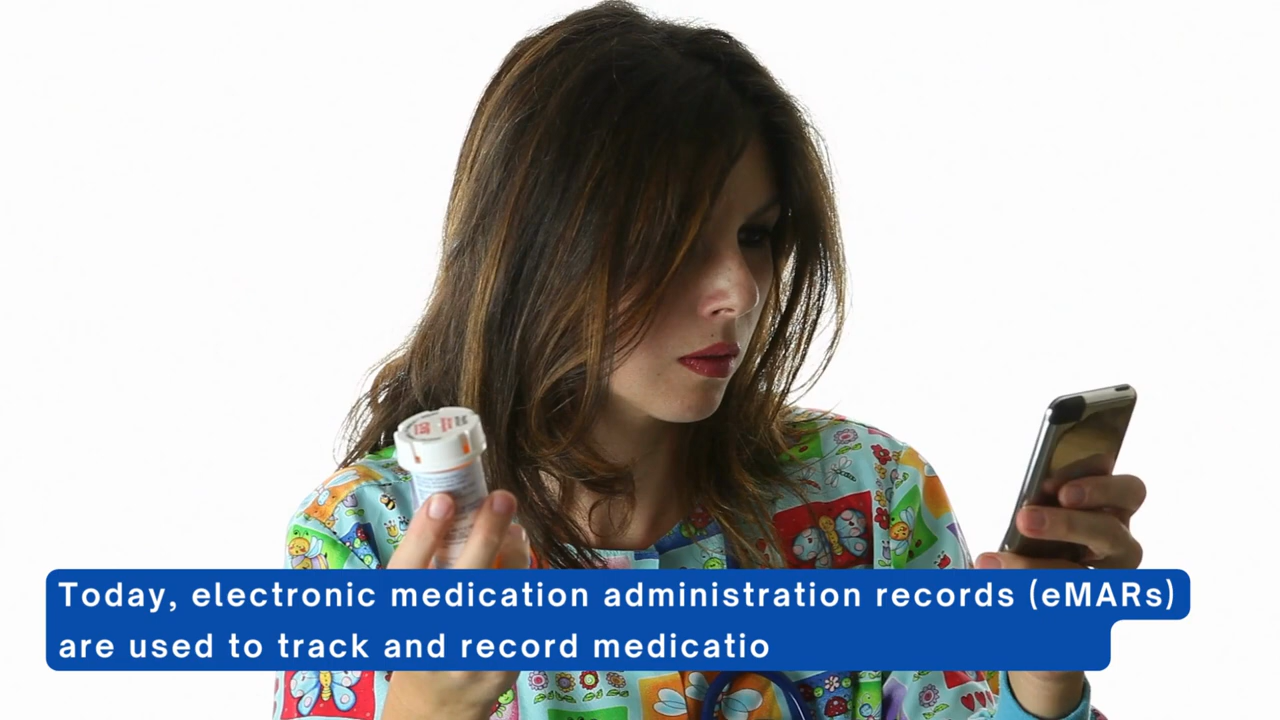 Today, electronic medication administration records (eMARs)
are used to track and record medicatio